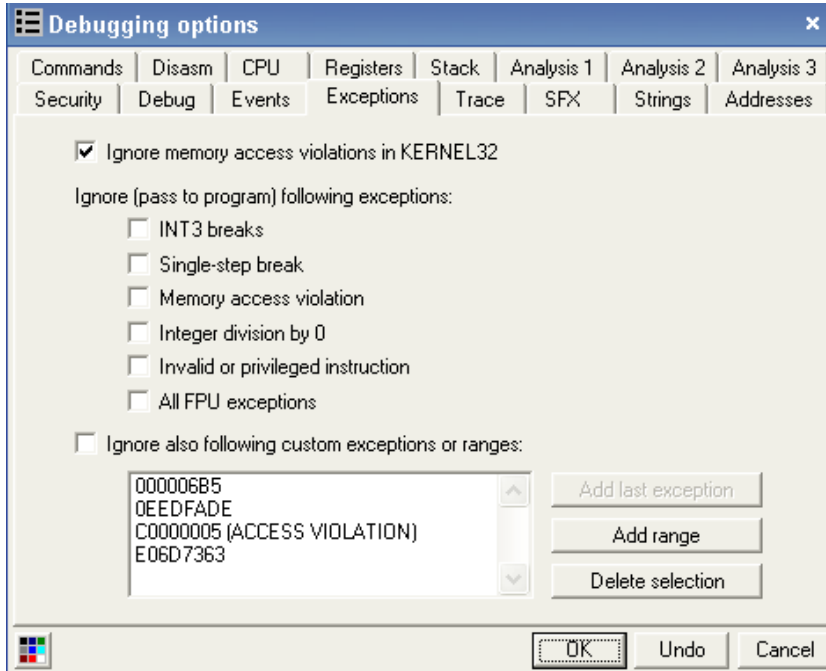 Debugging options
Commands Disasm CPU Registers Stack Analysis 1 Analysis 2 Analysis 3
Security Debug Events Exceptions Trace SFX Strings Addresses
Ignore memory access violations in KERNEL32
Ignore (pass to program) following exceptions:
INT3 breaks
Single-step break
Memory access violation
Integer division by 0
Invalid or privileged instruction
All FPU exceptions
Ignore also following custom exceptions or ranges:
000006B5
0EEDFADE
C0000005 (ACCESS VIOLATION)
E06D7363
Add last exception
Add range
Delete selection
OK Undo Cancel